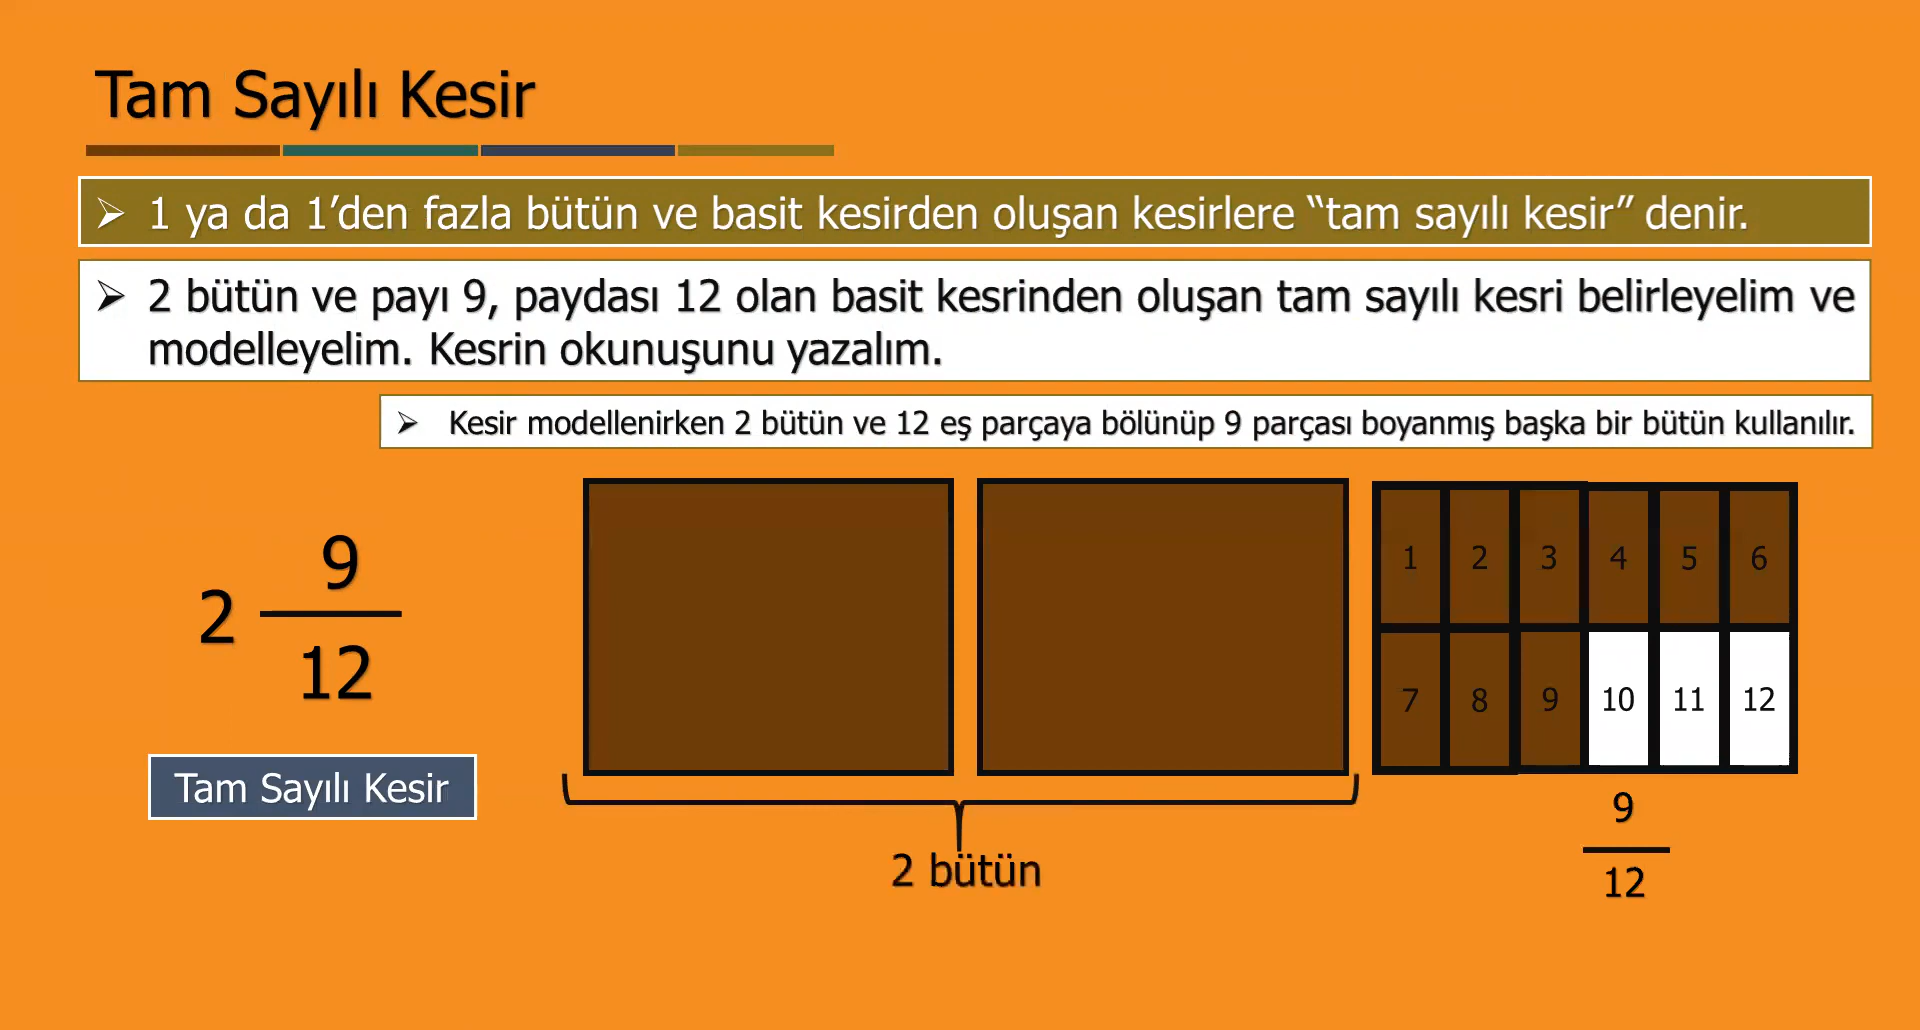 Tam Sayılı Kesir
1 ya da 1’den fazla bütün ve basit kesirden oluşan kesirlere “tam sayılı kesir” denir.
2 bütün ve payı 9, paydası 12 olan basit kesrinden oluşan tam sayılı kesri belirleyelim ve
modelleyelim. Kesrin okunuşunu yazalım.
Kesir modellenirken 2 bütün ve 12 eş parçaya bölünüp 9 parçası boyanmış başka bir bütün kullanılır.
9
2
12
Tam Sayılı Kesir
1 2 3 4 5 6
7 8 9 10 11 12
2 bütün
9
12